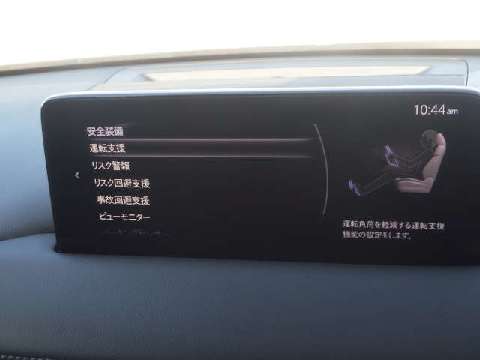 10:44am
安全装備
運転支援
リスク警報
リスク回避支援
事故回避支援
ビューモニター
運転負荷を軽減する運転支援
機能の設定をします。